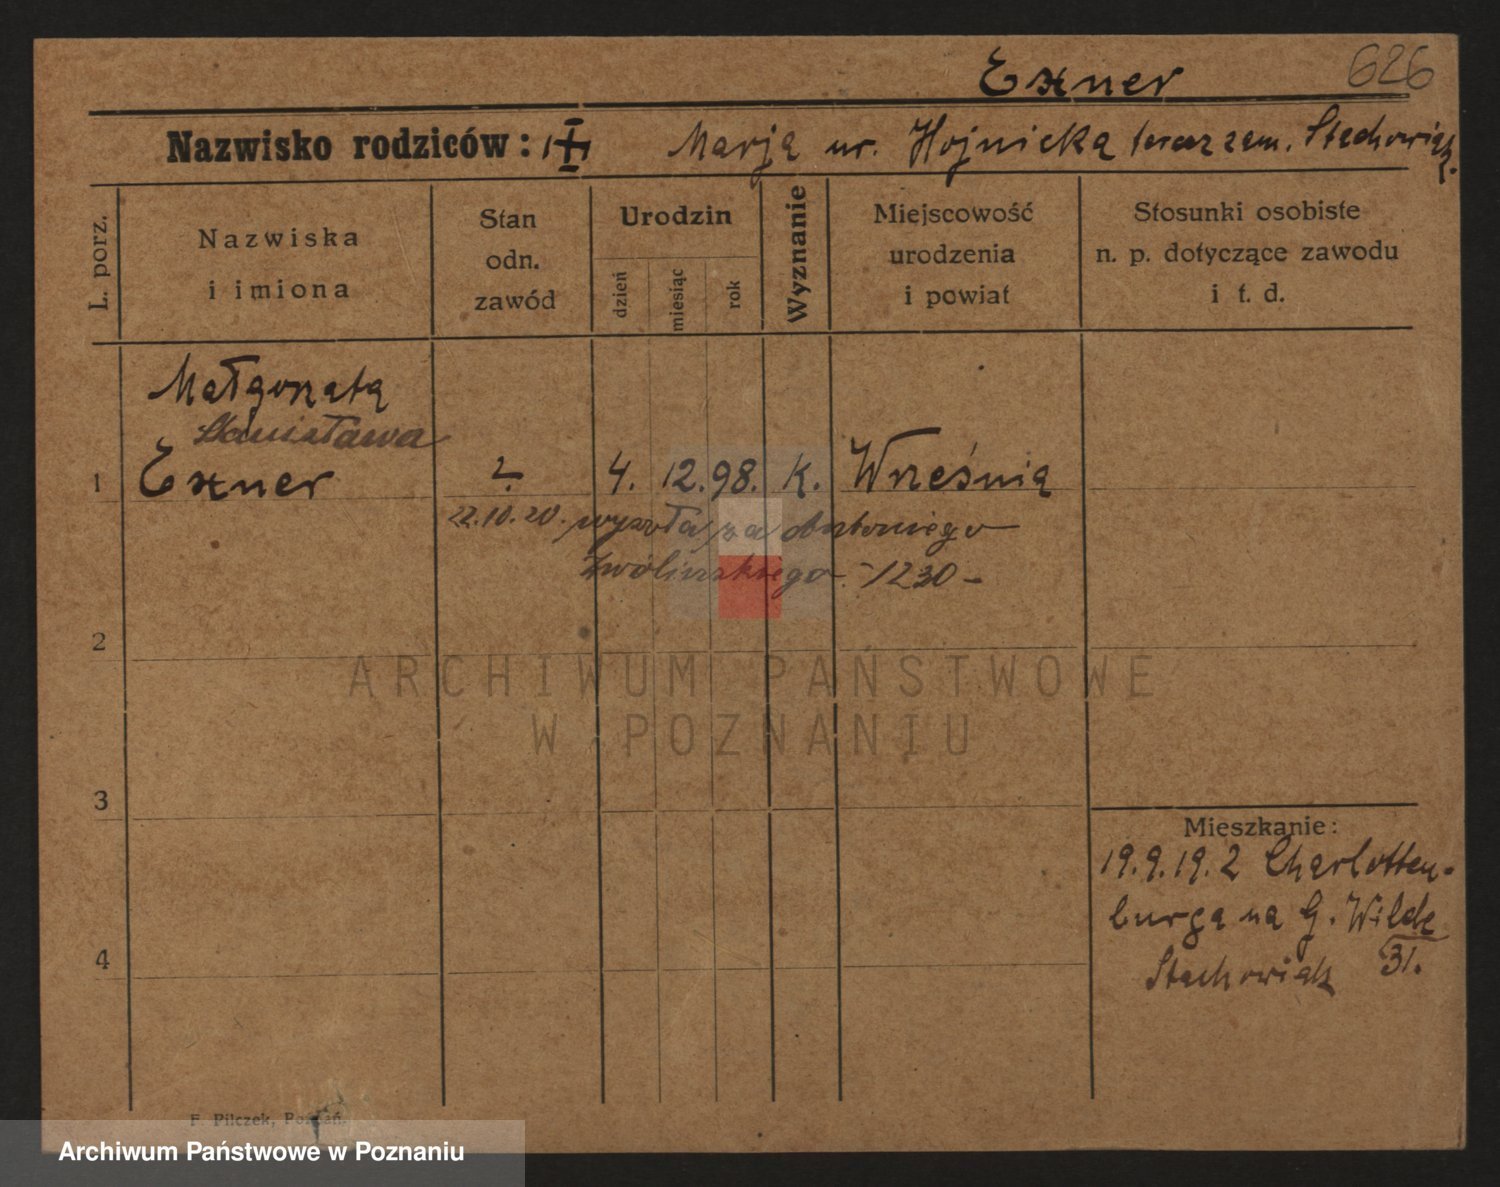 Exner 626
Nazwisko rodziców: Marja ur. Hojnicka teraz zam. Stachowiak.
L. porz.
Nazwiska
i imiona
Stan
odn.
zawód
Urodzin
dzień
miesiąc
rok
Wyznanie
Miejscowość
urodzenia
i powiat
Stosunki osobiste
n. p. dotyczące zawodu
i t. d.
Małgorzata
Stanisława
1 Exner ? 4. 12. 98. K. Wrześnią
22.10.20. wyszła za Antoniego
Zwolińskiego - 1230 -
2
ARCHIWUM PAŃSTWOWE
W POZNANIU
3
Mieszkanie:
19.9.19. z Charlotten-
burga na G. Wilde
31.
Stachowiak
4
F. Pilczek, Poznań.
Archiwum Państwowe w Poznaniu